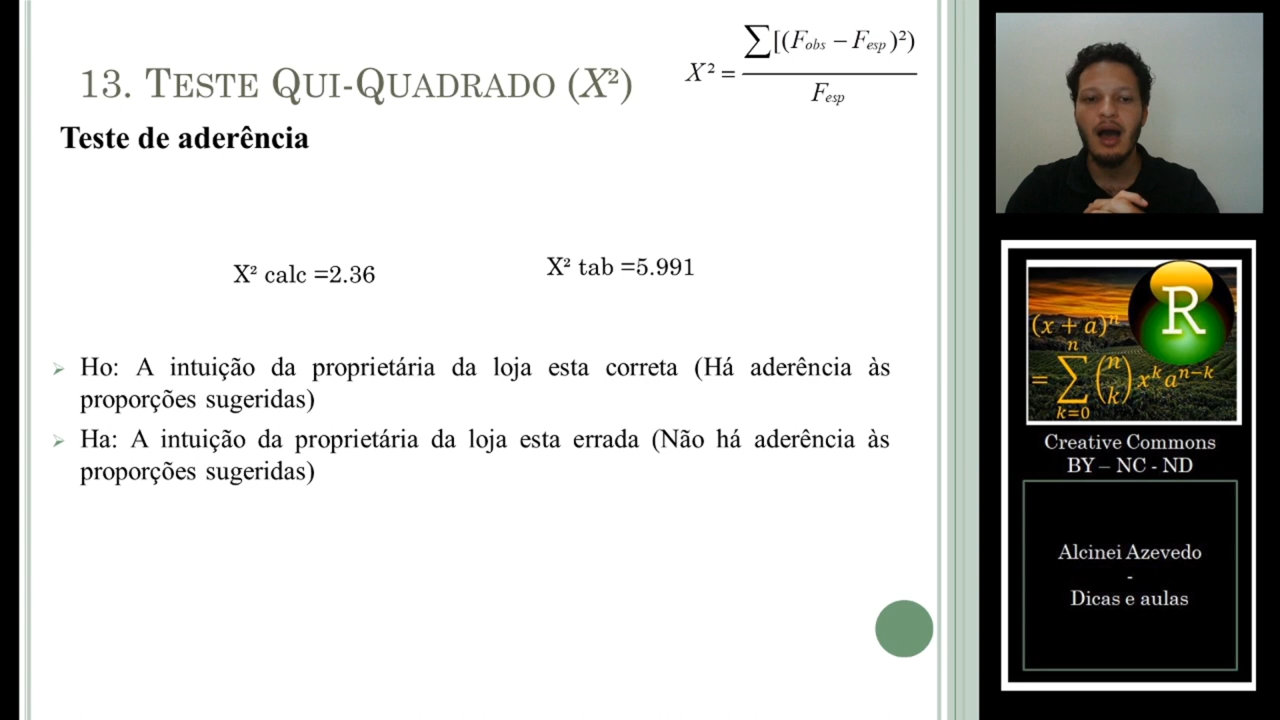 13. TESTE QUI-QUADRADO (X²)
X² = ∑[(Fobs − Fesp)²) / Fesp
Teste de aderência
X² calc =2.36
X² tab =5.991
Ho: A intuição da proprietária da loja esta correta (Há aderência às
proporções sugeridas)
Ha: A intuição da proprietária da loja esta errada (Não há aderência às
proporções sugeridas)
R
(x + a)ⁿ
= ∑ⁿₖ₌₀ (n k) xᵏaⁿ⁻ᵏ
Creative Commons
BY – NC - ND
Alcinei Azevedo
-
Dicas e aulas